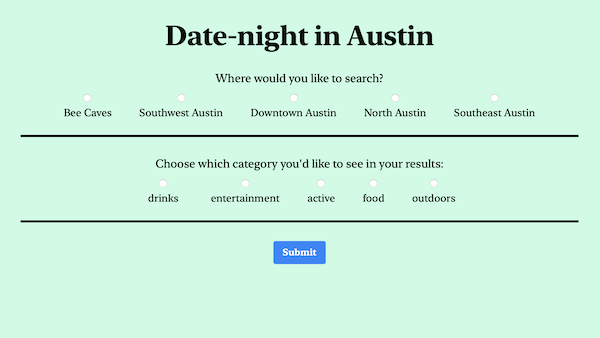 Date-night in Austin
Where would you like to search?
Bee Caves Southwest Austin Downtown Austin North Austin Southeast Austin
Choose which category you'd like to see in your results:
drinks entertainment active food outdoors
Submit